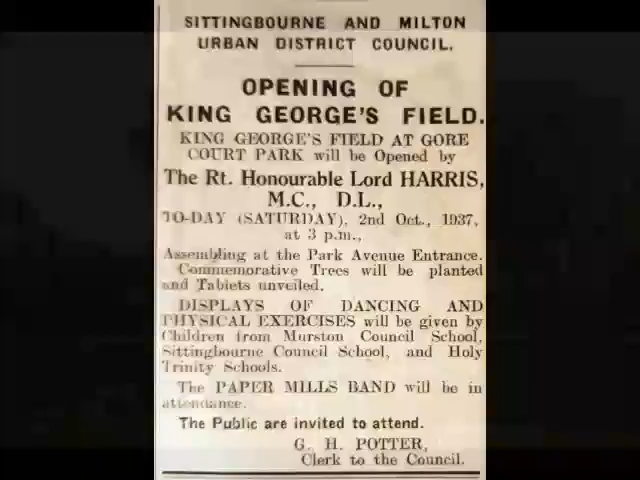 SITTINGBOURNE AND MILTON
URBAN DISTRICT COUNCIL.
OPENING OF
KING GEORGE'S FIELD.
KING GEORGE'S FIELD AT GORE
COURT PARK will be Opened by
The Rt. Honourable Lord HARRIS,
M.C., D.L.,
TO-DAY (SATURDAY), 2nd Oct., 1937,
at 3 p.m.,
Assembling at the Park Avenue Entrance.
Commemorative Trees will be planted
and Tablets unveiled.
DISPLAYS OF DANCING AND
PHYSICAL EXERCISES will be given by
Children from Murston Council School,
Sittingbourne Council School, and Holy
Trinity Schools.
The PAPER MILLS BAND will be in
attendance.
The Public are invited to attend.
G. H. POTTER,
Clerk to the Council.